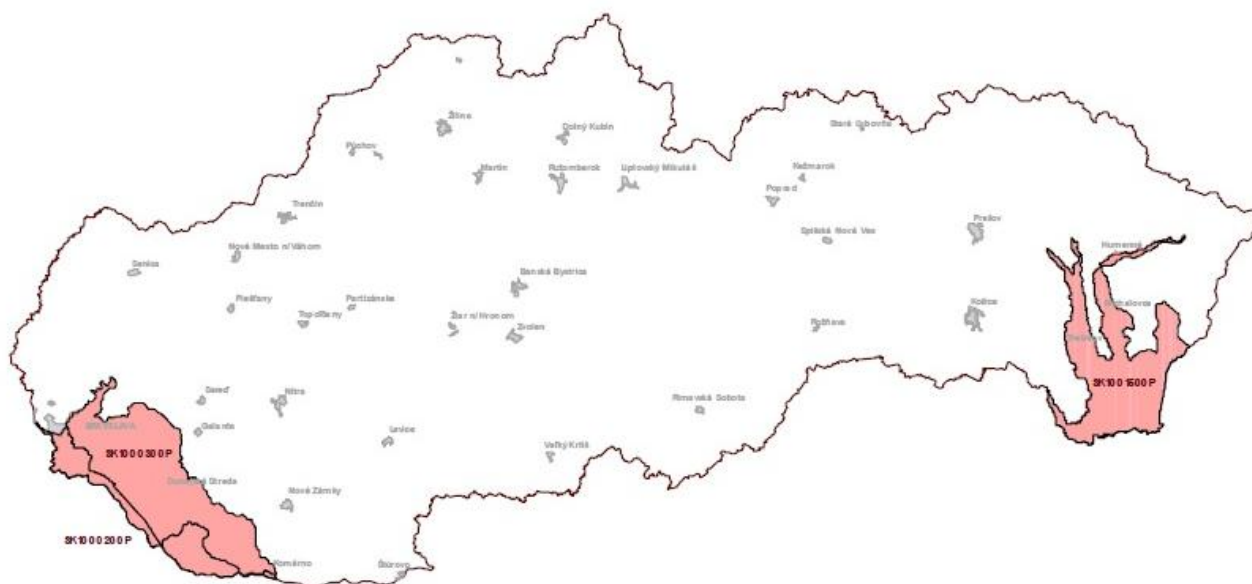 Žilina
Dolný Kubín
Stará Ľubovňa
Púchov
Martin
Ružomberok
Liptovský Mikuláš
Kežmarok
Poprad
Trenčín
Prešov
Spišská Nová Ves
Nové Mesto n/Váhom
Humenné
Senica
Banská Bystrica
Piešťany
Partizánske
Michalovce
Topoľčany
Žiar n/Hronom
Zvolen
Košice
Rožňava
SK1001500P
Sereď
Nitra
Rimavská Sobota
Galanta
Levice
SK1000300P
Veľký Krtíš
Dunajská Streda
Nové Zámky
SK1000200P
Komárno
Štúrovo